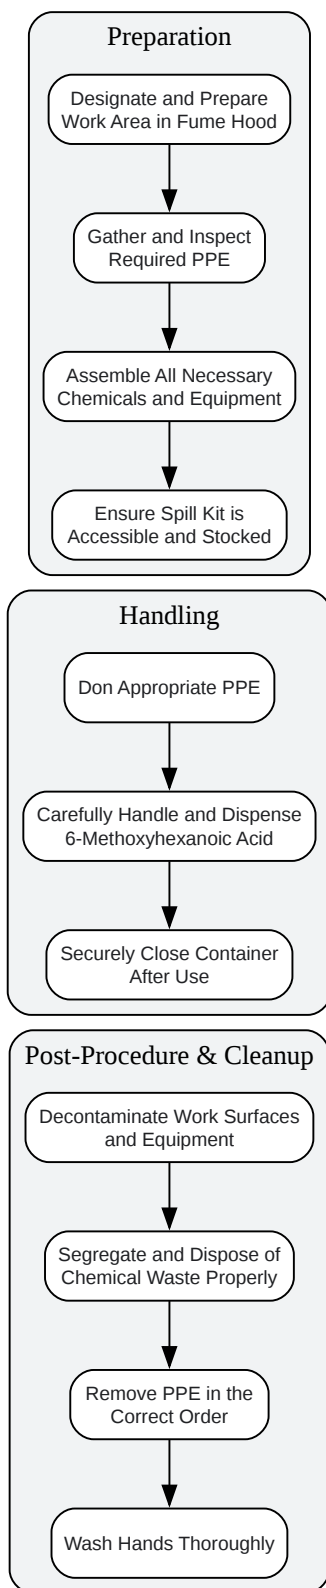 Preparation
Designate and Prepare
Work Area in Fume Hood
Gather and Inspect
Required PPE
Assemble All Necessary
Chemicals and Equipment
Ensure Spill Kit is
Accessible and Stocked
Handling
Don Appropriate PPE
Carefully Handle and Dispense
6-Methoxyhexanoic Acid
Securely Close Container
After Use
Post-Procedure & Cleanup
Decontaminate Work Surfaces
and Equipment
Segregate and Dispose of
Chemical Waste Properly
Remove PPE in the
Correct Order
Wash Hands Thoroughly